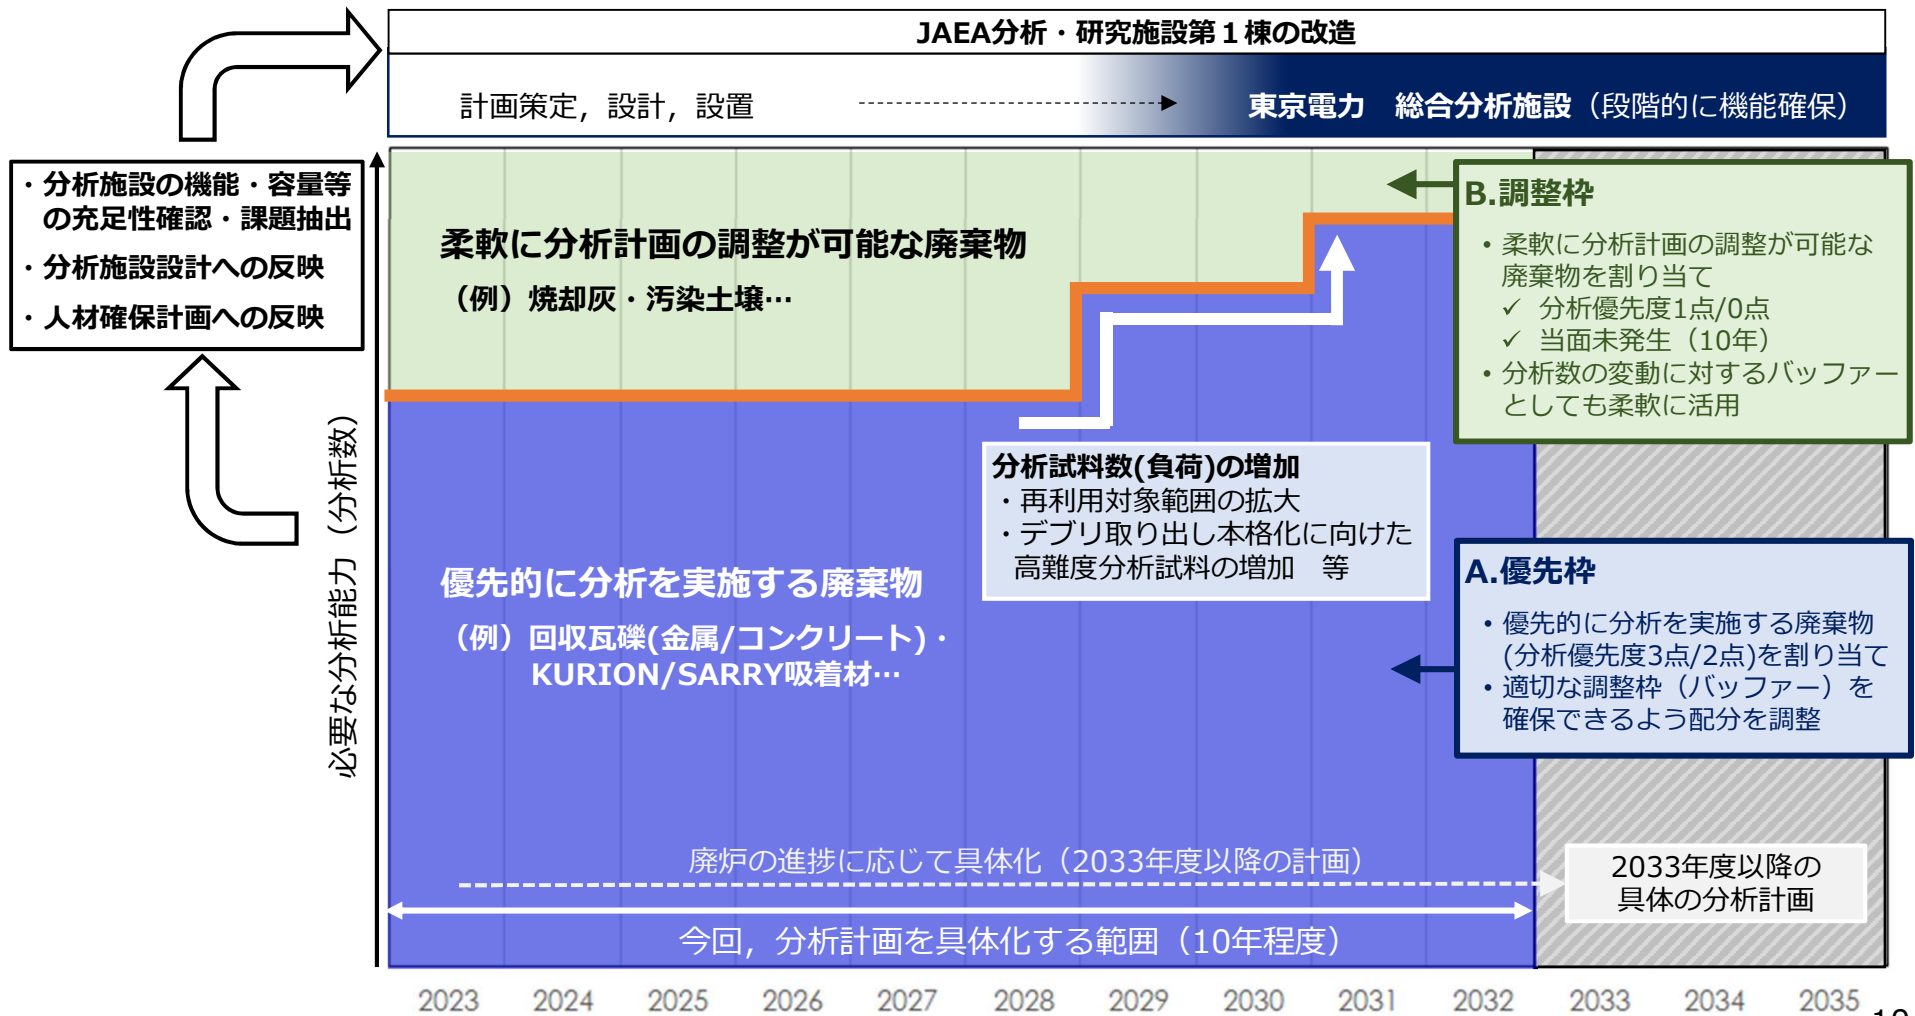 JAEA分析・研究施設第１棟の改造
計画策定，設計，設置
東京電力　総合分析施設（段階的に機能確保）
・分析施設の機能・容量等
の充足性確認・課題抽出
・分析施設設計への反映
・人材確保計画への反映
必要な分析能力（分析数）
柔軟に分析計画の調整が可能な廃棄物
（例）焼却灰・汚染土壌…
B.調整枠
・柔軟に分析計画の調整が可能な
廃棄物を割り当て
✓ 分析優先度1点/0点
✓ 当面未発生（10年）
・分析数の変動に対するバッファー
としても柔軟に活用
分析試料数(負荷)の増加
・再利用対象範囲の拡大
・デブリ取り出し本格化に向けた
高難度分析試料の増加　等
優先的に分析を実施する廃棄物
（例）回収瓦礫(金属/コンクリート)・
KURION/SARRY吸着材…
A.優先枠
・優先的に分析を実施する廃棄物
(分析優先度3点/2点)を割り当て
・適切な調整枠（バッファー）を
確保できるよう配分を調整
廃炉の進捗に応じて具体化（2033年度以降の計画）
2033年度以降の
具体の分析計画
今回，分析計画を具体化する範囲（10年程度）
2023 2024 2025 2026 2027 2028 2029 2030 2031 2032 2033 2034 2035